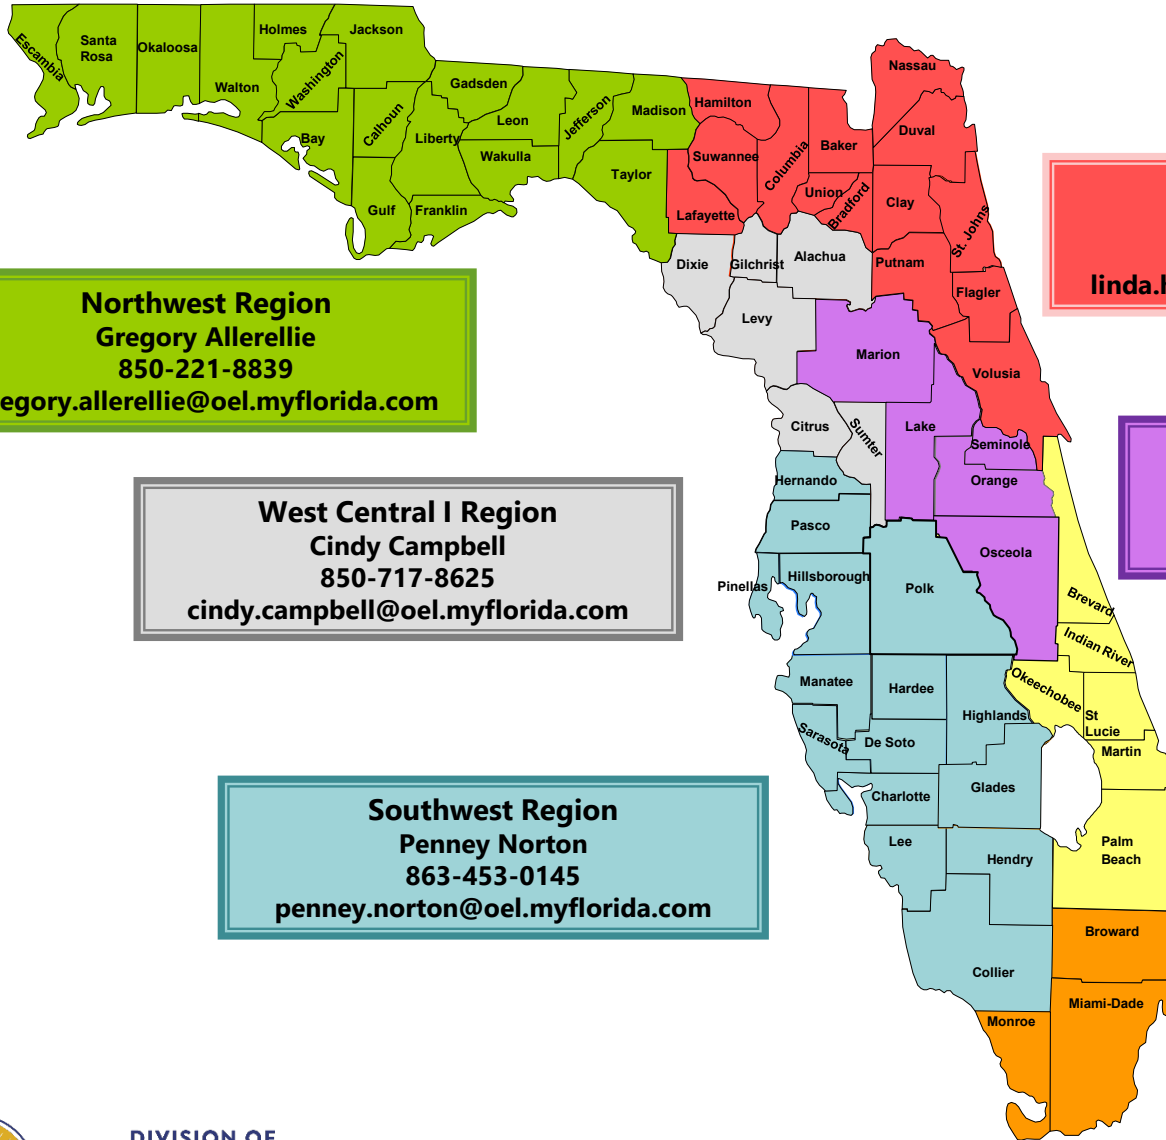 Escambia
Santa
Rosa
Okaloosa
Walton
Holmes
Washington
Jackson
Bay
Calhoun
Gulf
Liberty
Franklin
Gadsden
Leon
Wakulla
Jefferson
Madison
Taylor
Hamilton
Suwannee
Lafayette
Columbia
Baker
Union
Bradford
Nassau
Duval
Clay
St. Johns
Putnam
Flagler
Volusia
Dixie
Gilchrist
Alachua
Levy
Marion
Citrus
Sumter
Lake
Seminole
Orange
Osceola
Hernando
Pasco
Pinellas
Hillsborough
Polk
Brevard
Indian River
Okeechobee
St
Lucie
Martin
Manatee
Hardee
Highlands
Sarasota
De Soto
Charlotte
Glades
Lee
Hendry
Palm
Beach
Collier
Broward
Miami-Dade
Monroe
Northwest Region
Gregory Allerellie
850-221-8839
egory.allerellie@oel.myflorida.com
linda.h
West Central I Region
Cindy Campbell
850-717-8625
cindy.campbell@oel.myflorida.com
Southwest Region
Penney Norton
863-453-0145
penney.norton@oel.myflorida.com
DIVISION OF